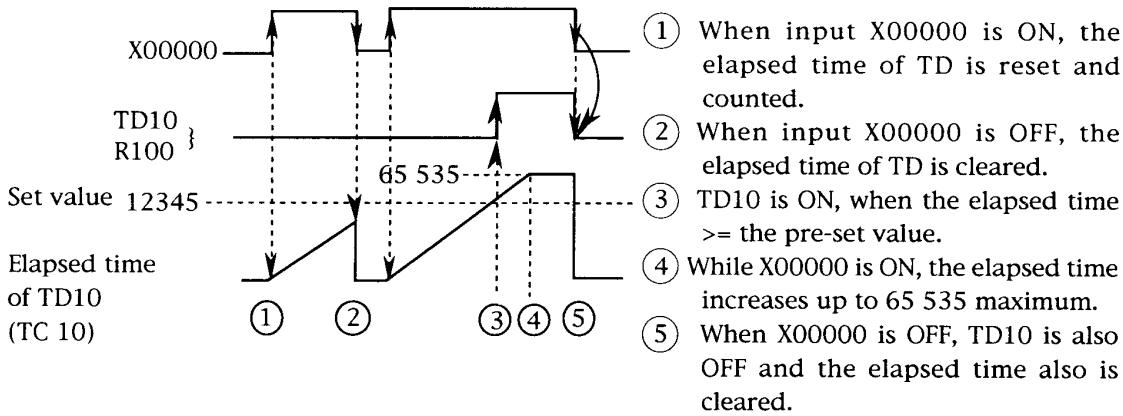 X00000
TD10
R100 }
65 535
Set value 12345
Elapsed time
of TD10
(TC 10)
① ② ③ ④ ⑤
① When input X00000 is ON, the
elapsed time of TD is reset and
counted.
② When input X00000 is OFF, the
elapsed time of TD is cleared.
③ TD10 is ON, when the elapsed time
>= the pre-set value.
④ While X00000 is ON, the elapsed time
increases up to 65 535 maximum.
⑤ When X00000 is OFF, TD10 is also
OFF and the elapsed time also is
cleared.